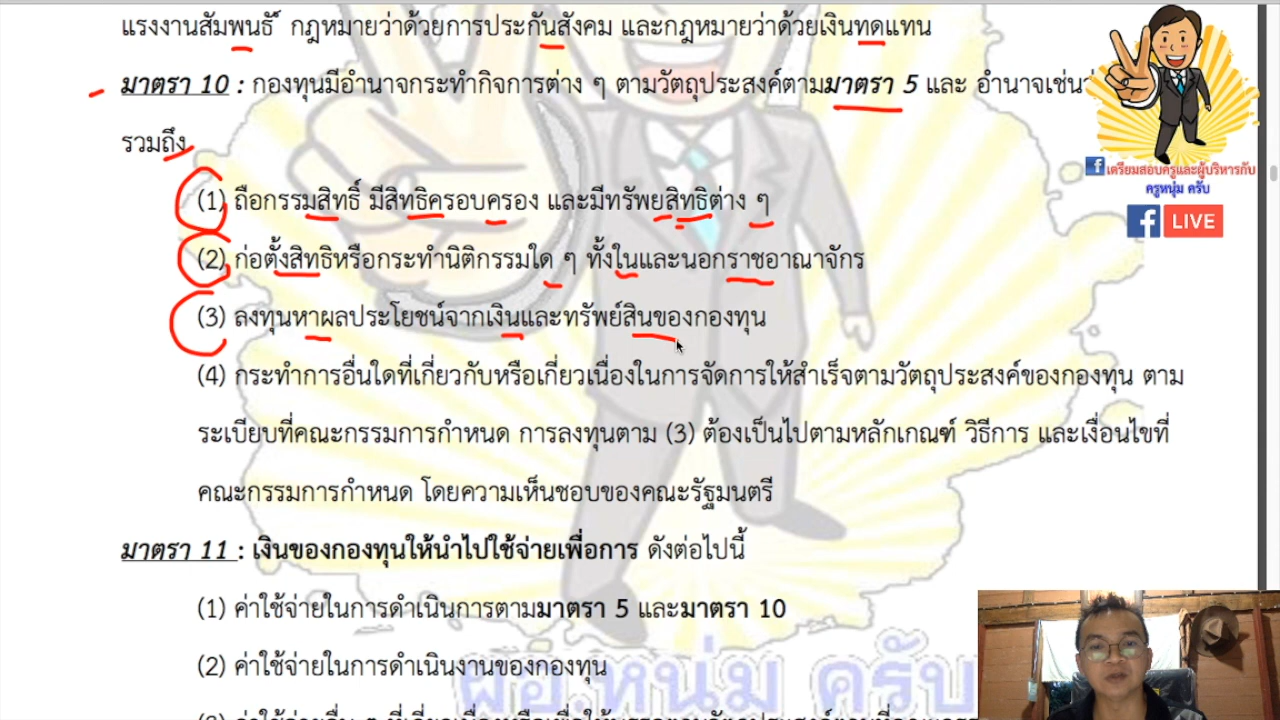 แรงงานสัมพนธั ์ กฎหมายว่าด้วยการประกันสังคม และกฎหมายว่าด้วยเงินทดแทน
มาตรา 10 : กองทุนมีอำนาจกระทำกิจการต่าง ๆ ตามวัตถุประสงค์ตามมาตรา 5 และ อำนาจเช่น
รวมถึง
(1) ถือกรรมสิทธิ์ มีสิทธิครอบครอง และมีทรัพยสิทธิต่าง ๆ
(2) ก่อตั้งสิทธิหรือกระทำนิติกรรมใด ๆ ทั้งในและนอกราชอาณาจักร
(3) ลงทุนหาผลประโยชน์จากเงินและทรัพย์สินของกองทุน
(4) กระทำการอื่นใดที่เกี่ยวกับหรือเกี่ยวเนื่องในการจัดการให้สำเร็จตามวัตถุประสงค์ของกองทุน ตาม
ระเบียบที่คณะกรรมการกำหนด การลงทุนตาม (3) ต้องเป็นไปตามหลักเกณฑ์ วิธีการ และเงื่อนไขที่
คณะกรรมการกำหนด โดยความเห็นชอบของคณะรัฐมนตรี
มาตรา 11 : เงินของกองทุนให้นำไปใช้จ่ายเพื่อการ ดังต่อไปนี้
(1) ค่าใช้จ่ายในการดำเนินการตามมาตรา 5 และมาตรา 10
(2) ค่าใช้จ่ายในการดำเนินงานของกองทุน
ผอ.หนุ่ม ครับ
f เตรียมสอบครูและผู้บริหารกับ
ครูหนุ่ม ครับ
f LIVE